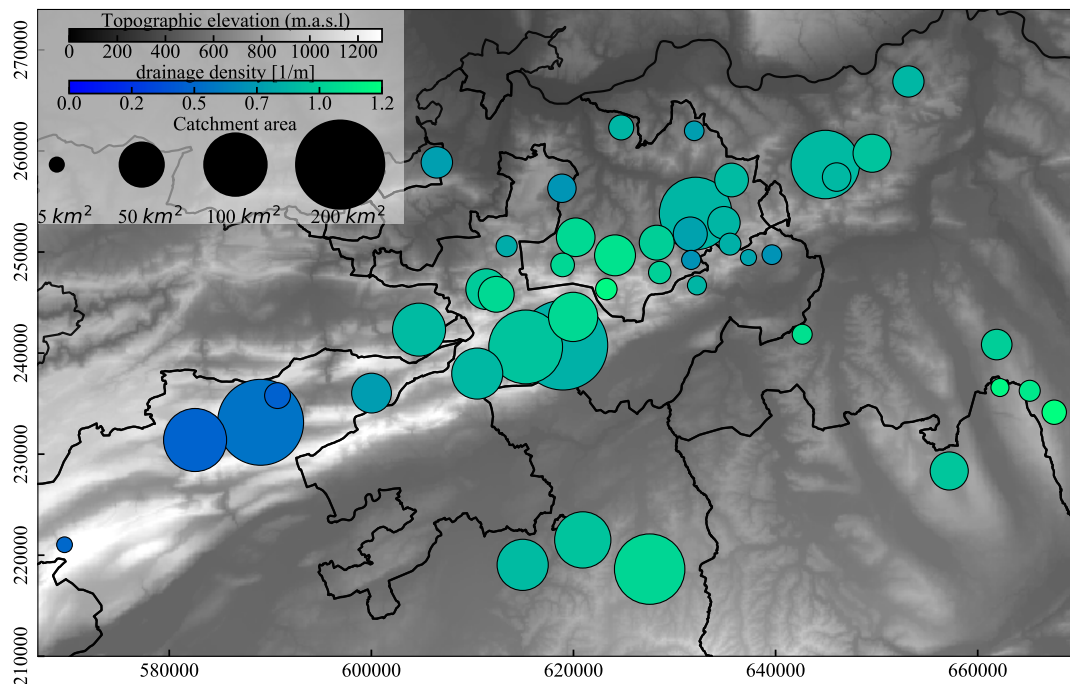 Topographic elevation (m.a.s.l)
0 200 400 600 800 1000 1200
drainage density [1/m]
0.0 0.2 0.5 0.7 1.0 1.2
Catchment area
5 km² 50 km² 100 km² 200 km²
270000
260000
250000
240000
230000
220000
210000
580000 600000 620000 640000 660000